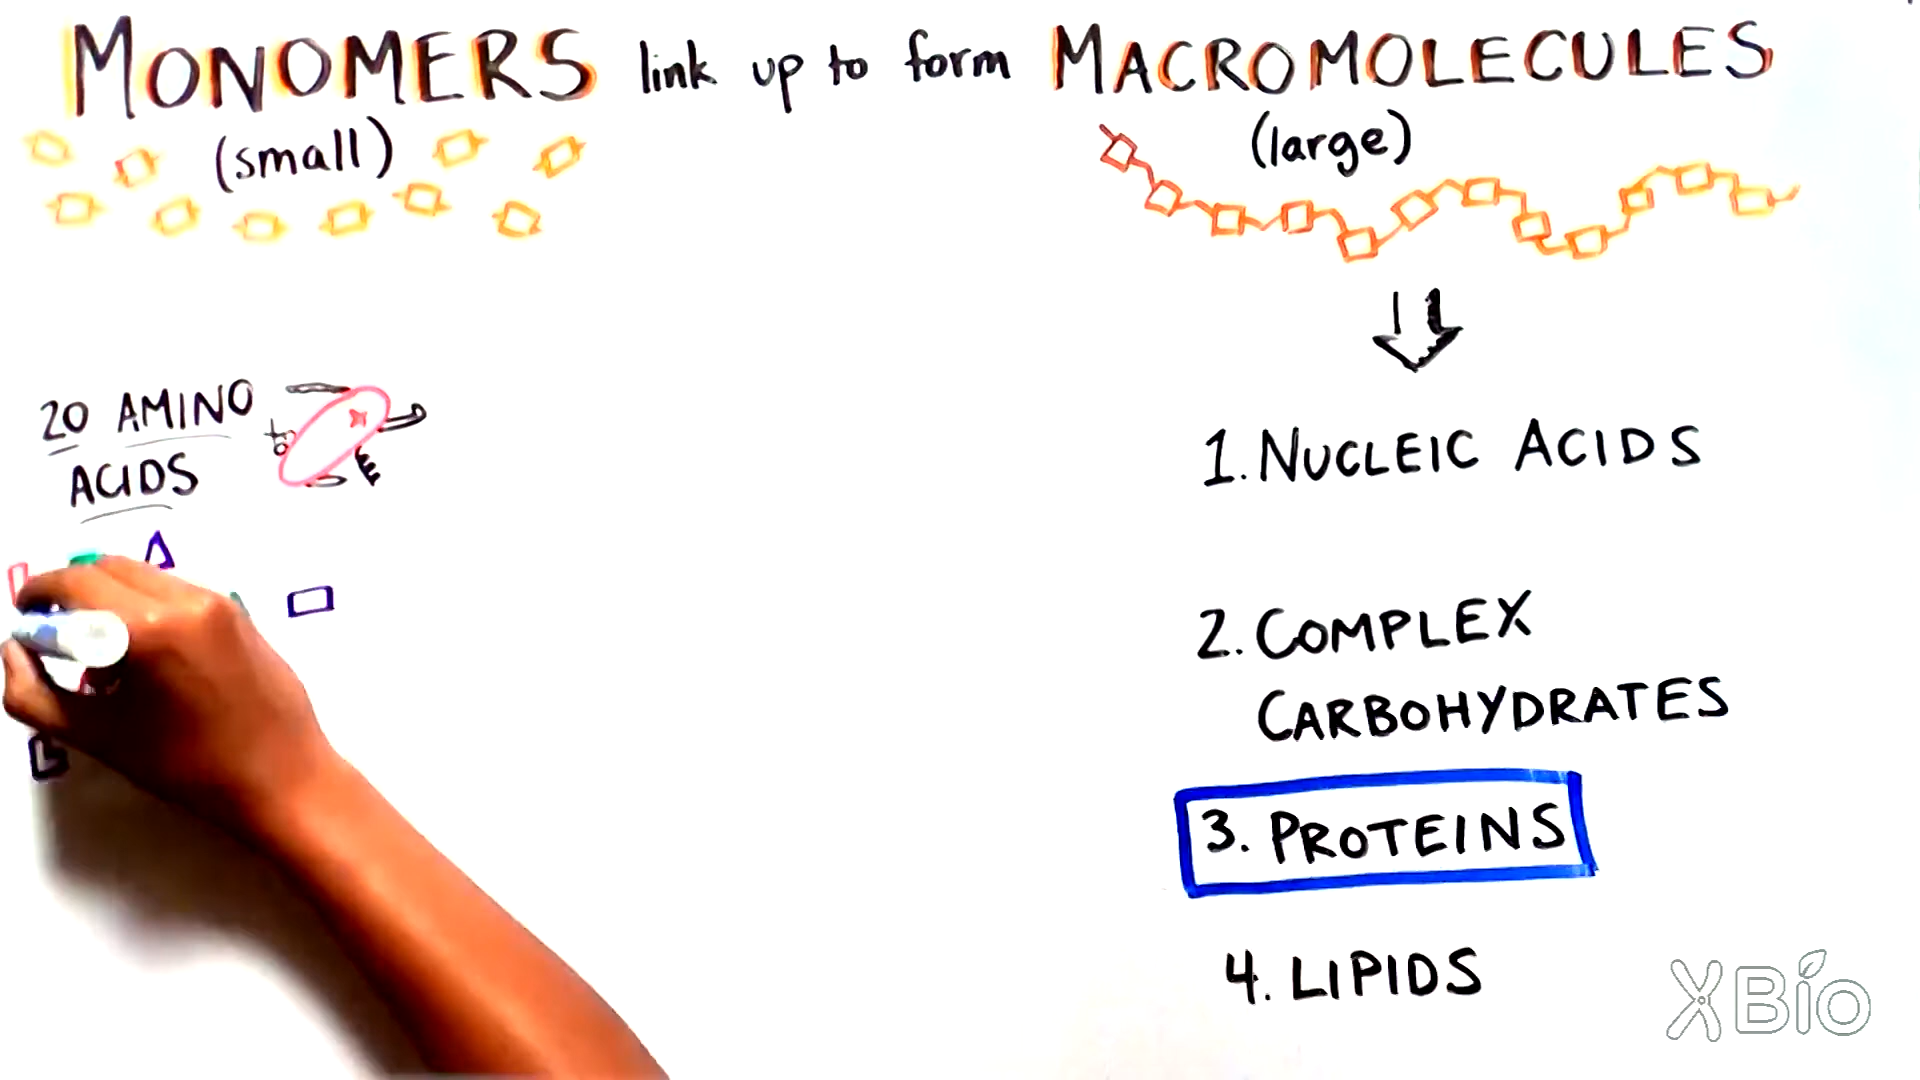 MONOMERS link up to form MACROMOLECULES
(small)
(large)
20 AMINO
ACIDS
1. NUCLEIC ACIDS
2. COMPLEX
CARBOHYDRATES
3. PROTEINS
4. LIPIDS
XBio